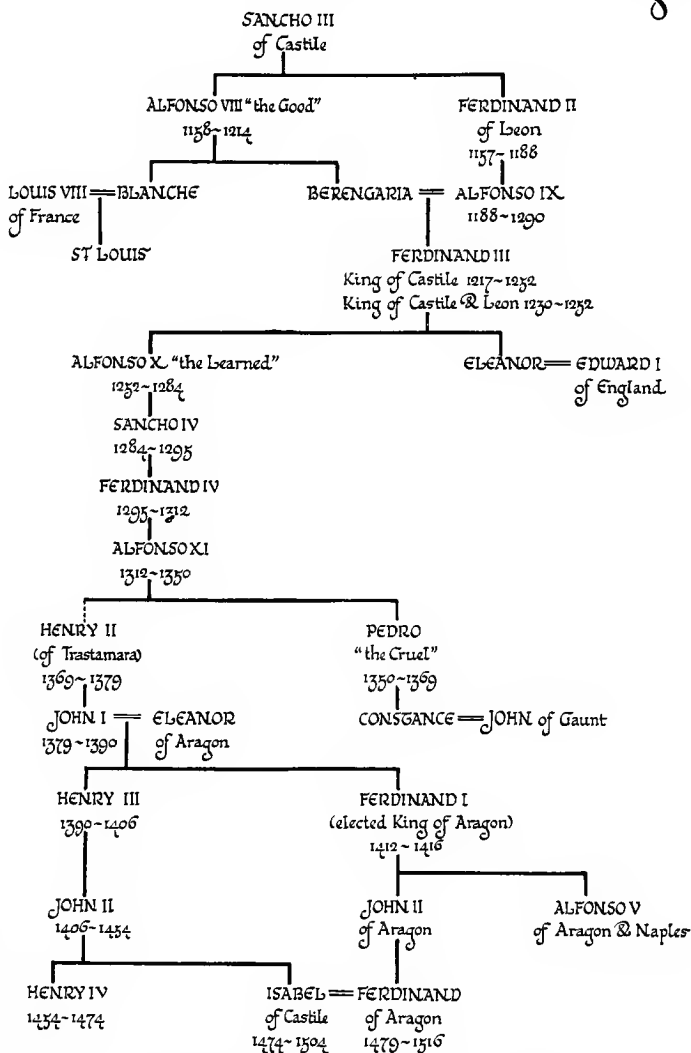 SANCHO III
of Castile
ALFONSO VIII "the Good"
1158~1214
FERDINAND II
of Leon
1157~1188
LOUIS VIII
of France
BLANCHE
BERENGARIA
ALFONSO IX
1188~1290
ST LOUIS
FERDINAND III
King of Castile 1217~1252
King of Castile & Leon 1230~1252
ALFONSO X "the Learned"
1252~1284
ELEANOR
EDWARD I
of England
SANCHO IV
1284~1295
FERDINAND IV
1295~1312
ALFONSO XI
1312~1350
HENRY II
(of Trastamara)
1369~1379
PEDRO
"the Cruel"
1350~1369
JOHN I
1379~1390
ELEANOR
of Aragon
CONSTANCE
JOHN of Gaunt
HENRY III
1390~1406
FERDINAND I
(elected King of Aragon)
1412~1416
JOHN II
1406~1454
JOHN II
of Aragon
ALFONSO V
of Aragon & Naples
HENRY IV
1454~1474
ISABEL
of Castile
1474~1504
FERDINAND
of Aragon
1479~1516